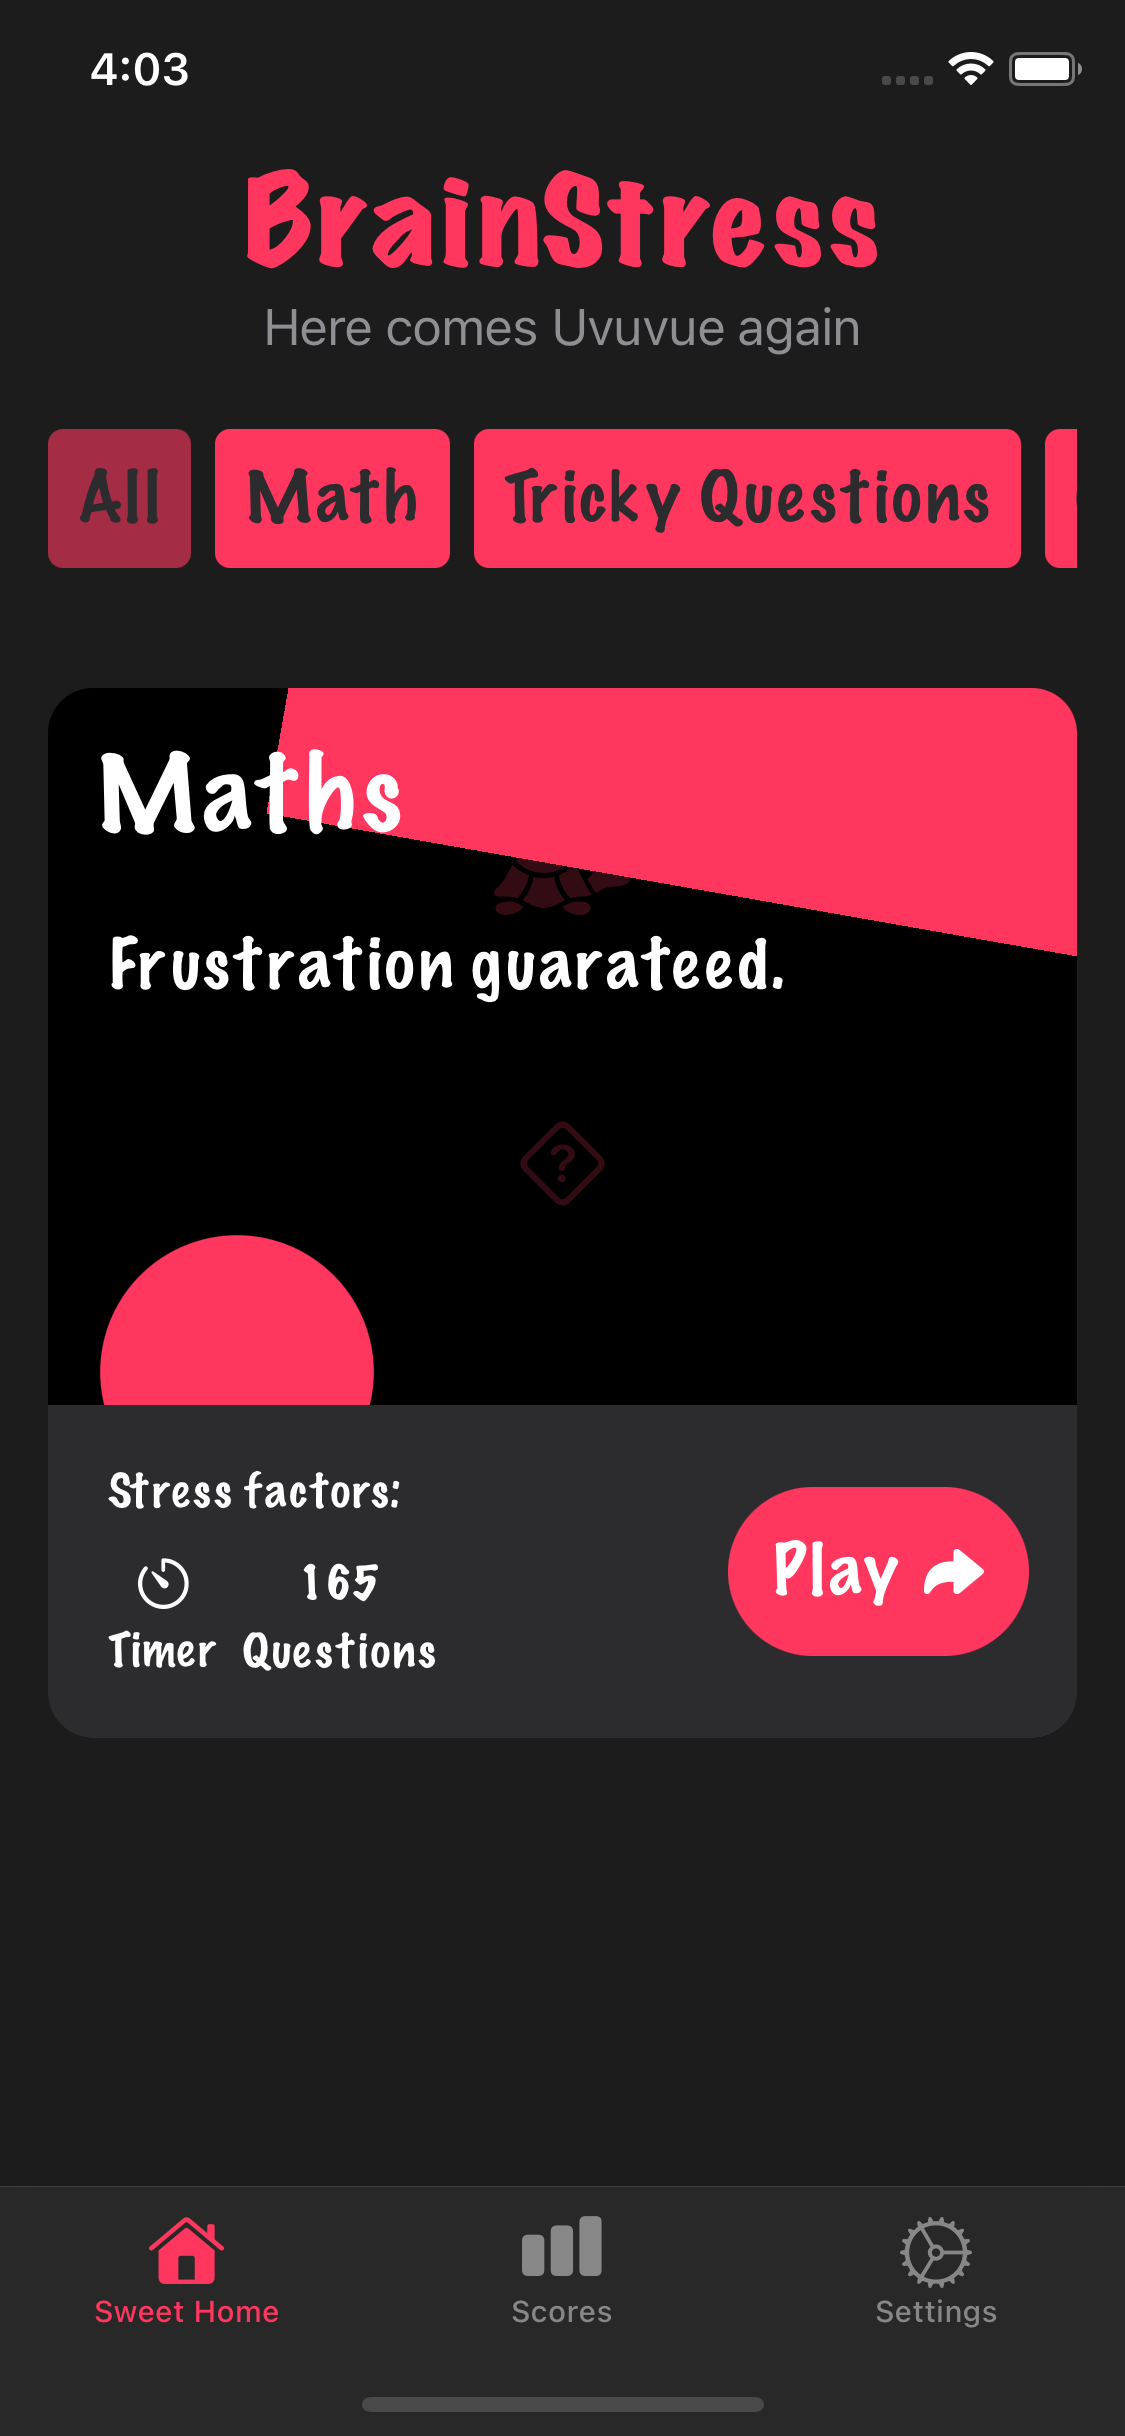 4:03
BrainStress
Here comes Uvuvue again
All
Math
Tricky Questions
Maths
Frustration guarateed.
?
Stress factors:
165
Timer
Questions
Play
Sweet Home
Scores
Settings